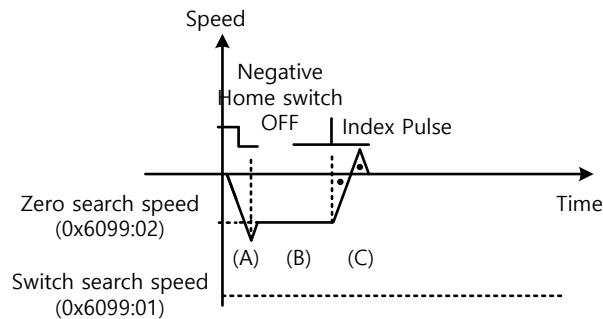 Speed
Negative
Home switch
OFF
Index Pulse
Zero search speed
(0x6099:02)
Time
(A)
(B)
(C)
Switch search speed
(0x6099:01)